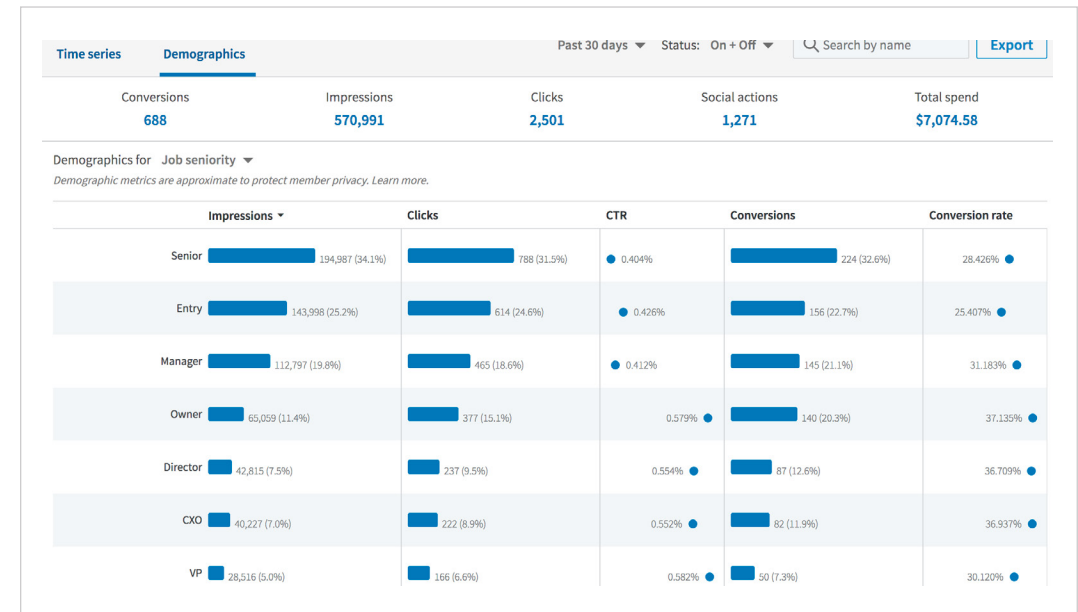 Time series Demographics Past 30 days Status: On + Off Search by name Export
Conversions Impressions Clicks Social actions Total spend
688 570,991 2,501 1,271 $7,074.58
Demographics for Job seniority
Demographic metrics are approximate to protect member privacy. Learn more.
Impressions Clicks CTR Conversions Conversion rate
Senior 194,987 (34.1%) 788 (31.5%) 0.404% 224 (32.6%) 28.426%
Entry 143,998 (25.2%) 614 (24.6%) 0.426% 156 (22.7%) 25.407%
Manager 112,797 (19.8%) 465 (18.6%) 0.412% 145 (21.1%) 31.183%
Owner 65,059 (11.4%) 377 (15.1%) 0.579% 140 (20.3%) 37.135%
Director 42,815 (7.5%) 237 (9.5%) 0.554% 87 (12.6%) 36.709%
CXO 40,227 (7.0%) 222 (8.9%) 0.552% 82 (11.9%) 36.937%
VP 28,516 (5.0%) 166 (6.6%) 0.582% 50 (7.3%) 30.120%